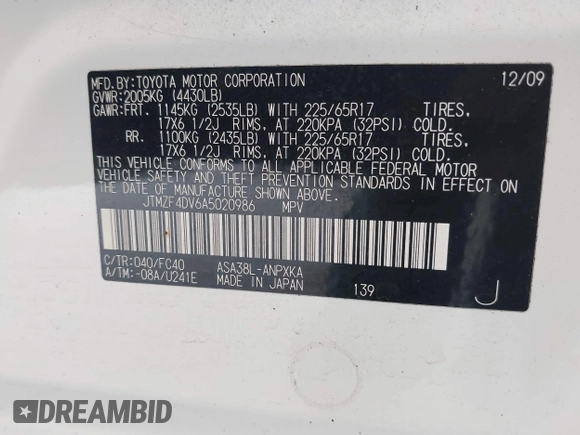 MFD.BY:TOYOTA MOTOR CORPORATION 12/09
GVWR:2005KG (4430LB)
GAWR:FRT. 1145KG (2535LB) WITH 225/65R17 TIRES,
17X6 1/2J RIMS, AT 220KPA (32PSI) COLD.
RR. 1100KG (2435LB) WITH 225/65R17 TIRES,
17X6 1/2J RIMS, AT 220KPA (32PSI) COLD.
THIS VEHICLE CONFORMS TO ALL APPLICABLE FEDERAL MOTOR
VEHICLE SAFETY AND THEFT PREVENTION STANDARDS IN EFFECT ON
THE DATE OF MANUFACTURE SHOWN ABOVE.
JTMZF4DV6A5020986 MPV
C/TR:040/FC40 ASA38L-ANPXKA
A/TM:-08A/U241E MADE IN JAPAN 139 J
DREAMBID